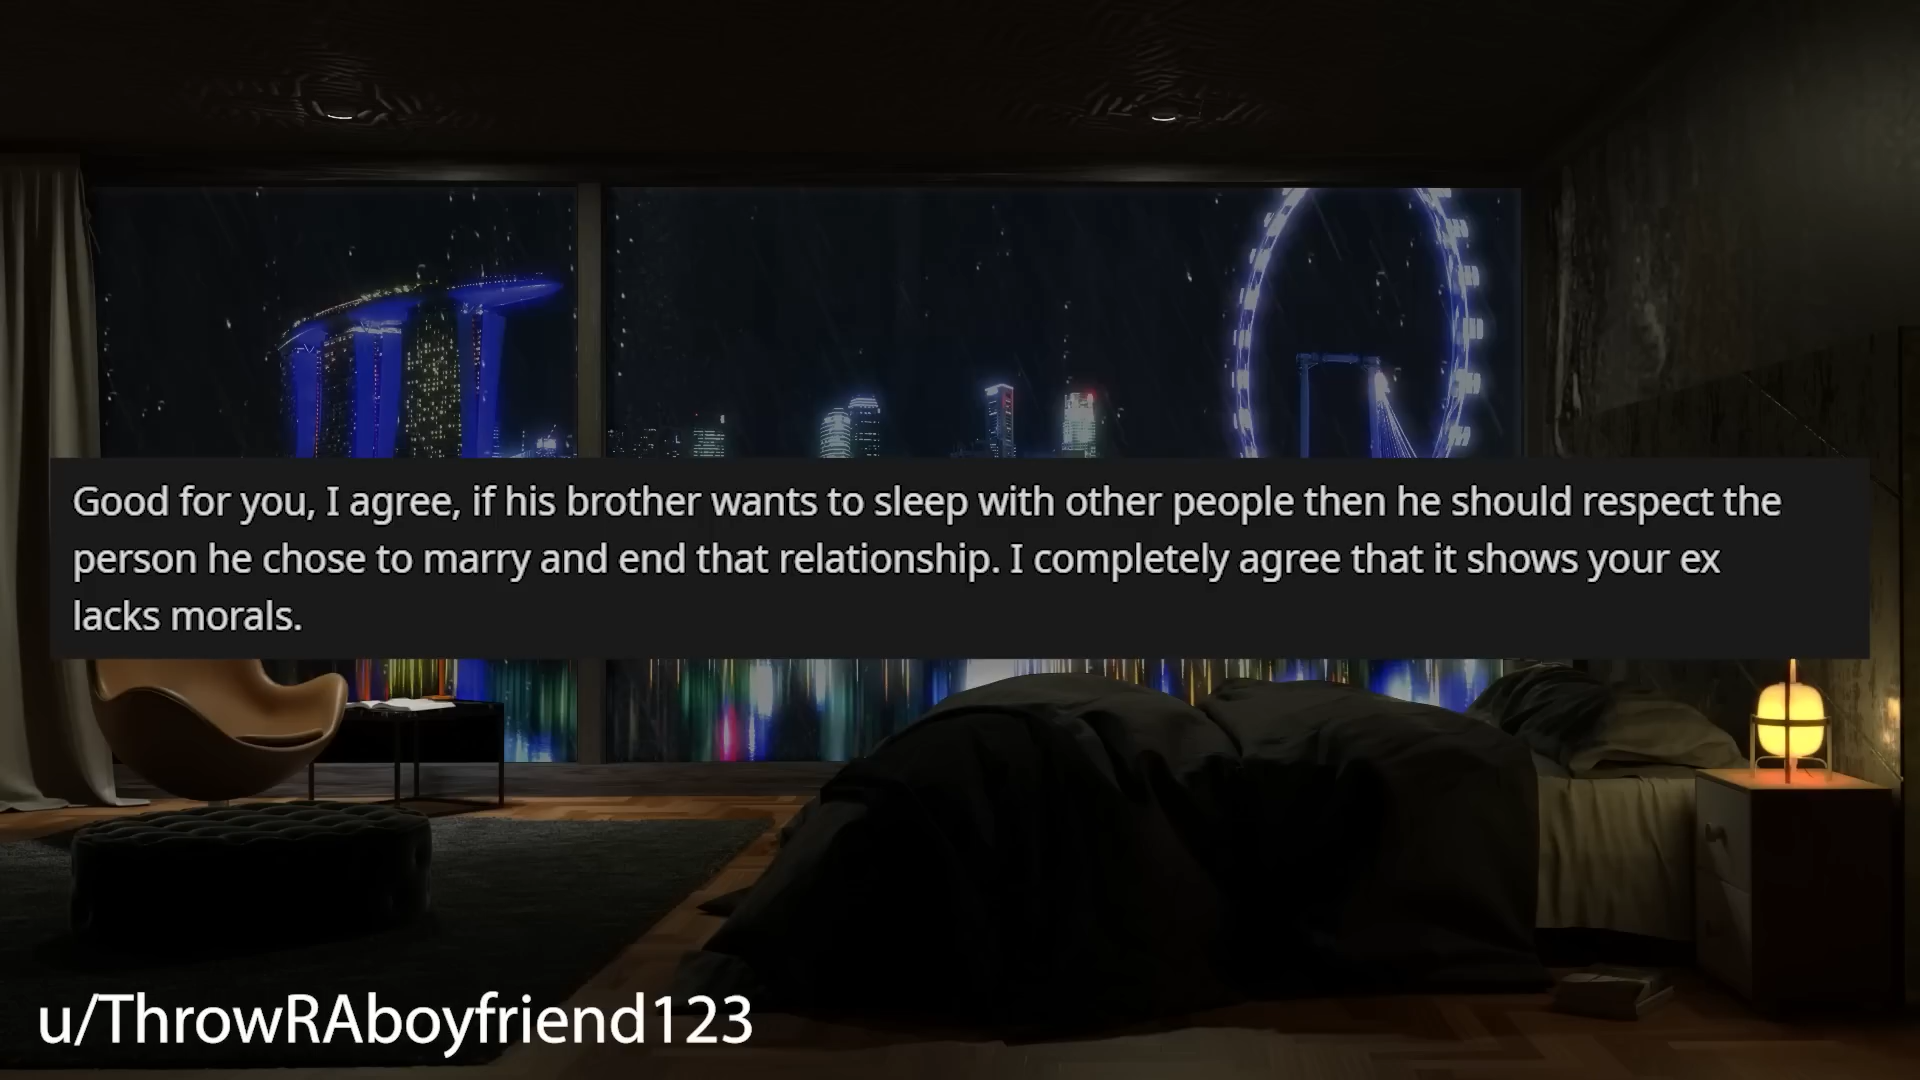 Good for you, I agree, if his brother wants to sleep with other people then he should respect the
person he chose to marry and end that relationship. I completely agree that it shows your ex
lacks morals.
u/ThrowRAboyfriend123